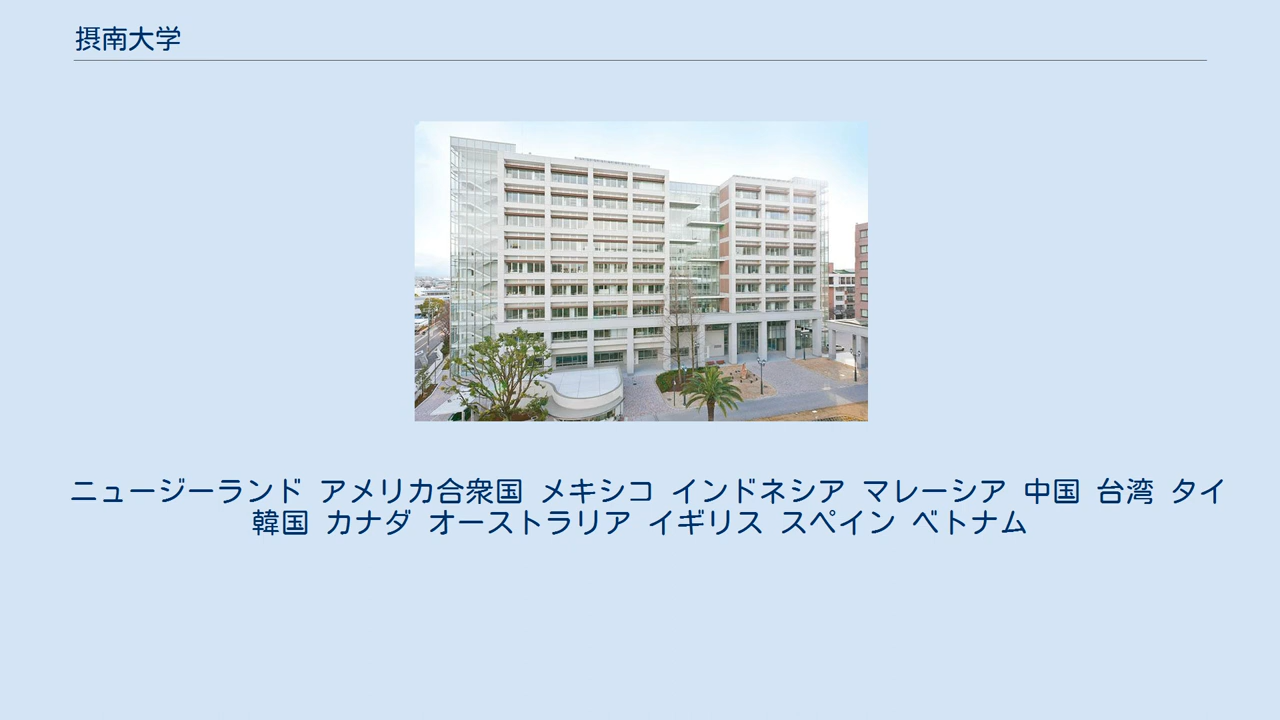 摂南大学
ニュージーランド アメリカ合衆国 メキシコ インドネシア マレーシア 中国 台湾 タイ
韓国 カナダ オーストラリア イギリス スペイン ベトナム